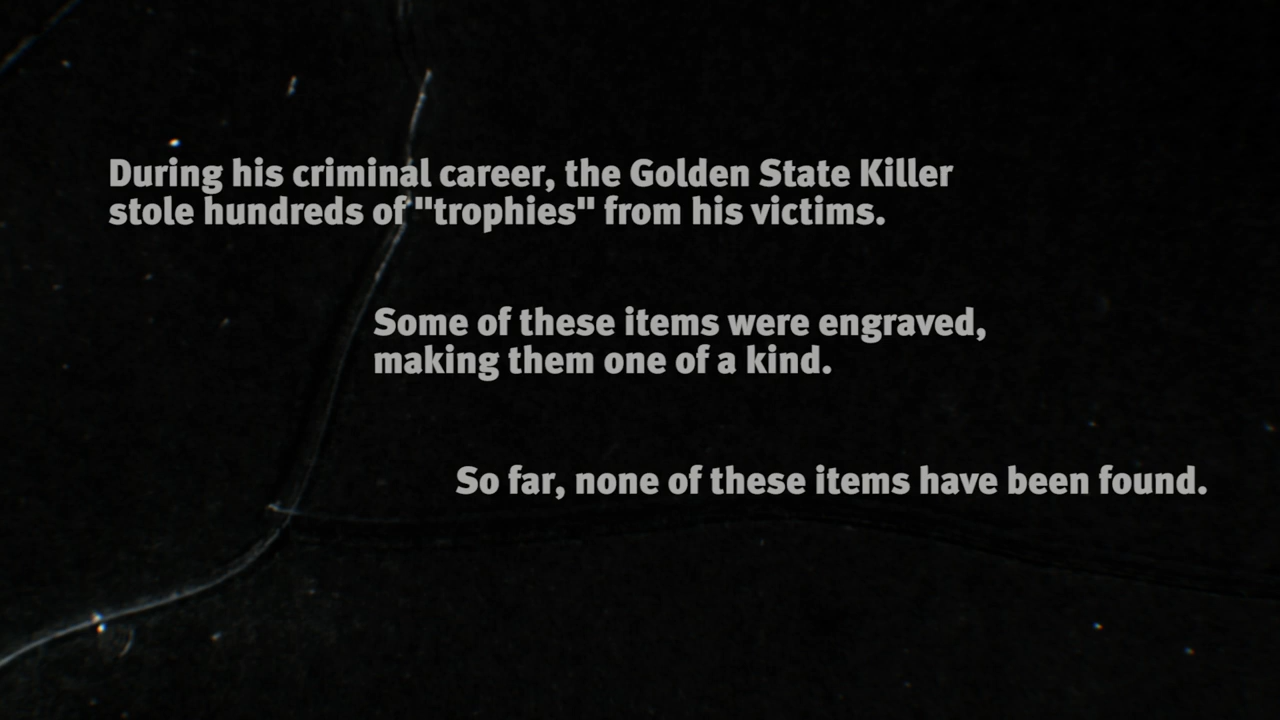 During his criminal career, the Golden State Killer
stole hundreds of "trophies" from his victims.
Some of these items were engraved,
making them one of a kind.
So far, none of these items have been found.